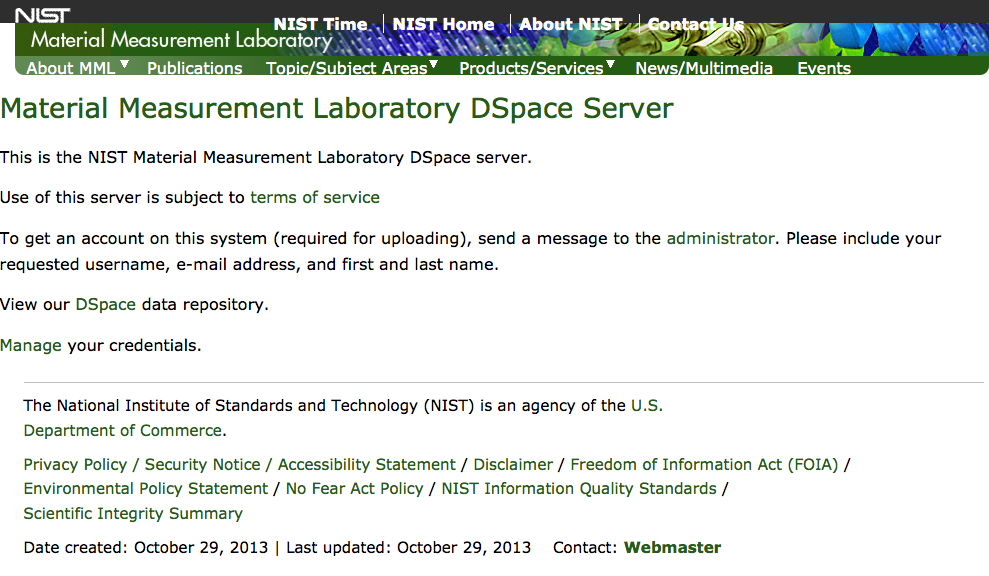 NIST
NIST Time | NIST Home | About NIST | Contact Us
Material Measurement Laboratory
About MML▼ Publications Topic/Subject Areas▼ Products/Services▼ News/Multimedia Events
Material Measurement Laboratory DSpace Server
This is the NIST Material Measurement Laboratory DSpace server.
Use of this server is subject to terms of service
To get an account on this system (required for uploading), send a message to the administrator. Please include your
requested username, e-mail address, and first and last name.
View our DSpace data repository.
Manage your credentials.
The National Institute of Standards and Technology (NIST) is an agency of the U.S.
Department of Commerce.
Privacy Policy / Security Notice / Accessibility Statement / Disclaimer / Freedom of Information Act (FOIA) /
Environmental Policy Statement / No Fear Act Policy / NIST Information Quality Standards /
Scientific Integrity Summary
Date created: October 29, 2013 | Last updated: October 29, 2013 Contact: Webmaster